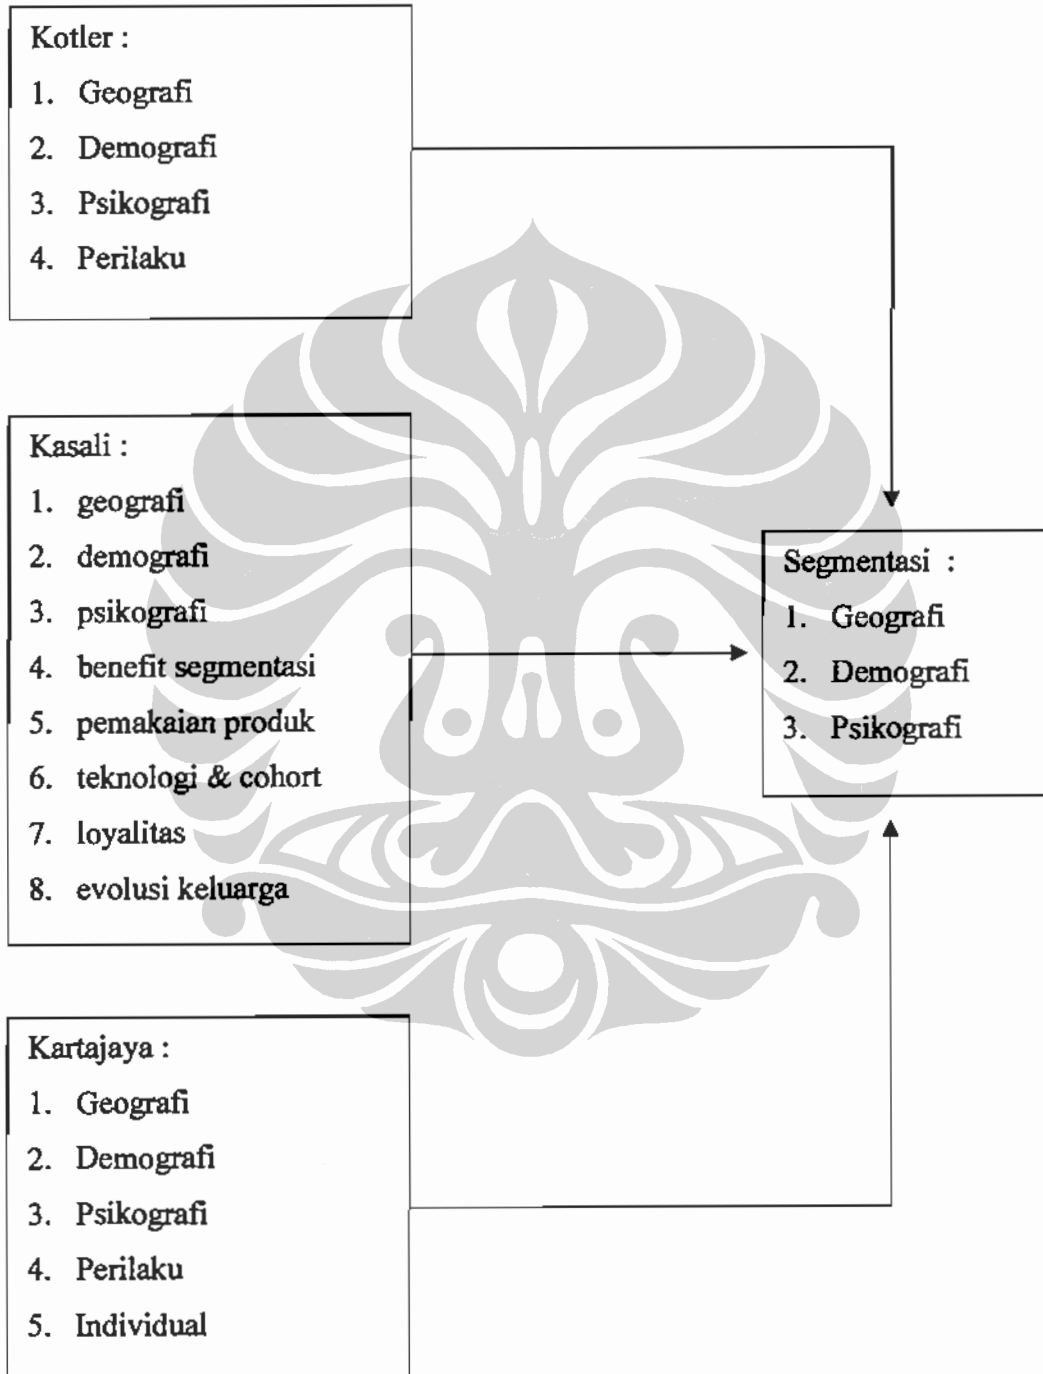 Kotler :
1. Geografi
2. Demografi
3. Psikografi
4. Perilaku
Kasali :
1. geografi
2. demografi
3. psikografi
4. benefit segmentasi
5. pemakaian produk
6. teknologi & cohort
7. loyalitas
8. evolusi keluarga
Segmentasi :
1. Geografi
2. Demografi
3. Psikografi
Kartajaya :
1. Geografi
2. Demografi
3. Psikografi
4. Perilaku
5. Individual